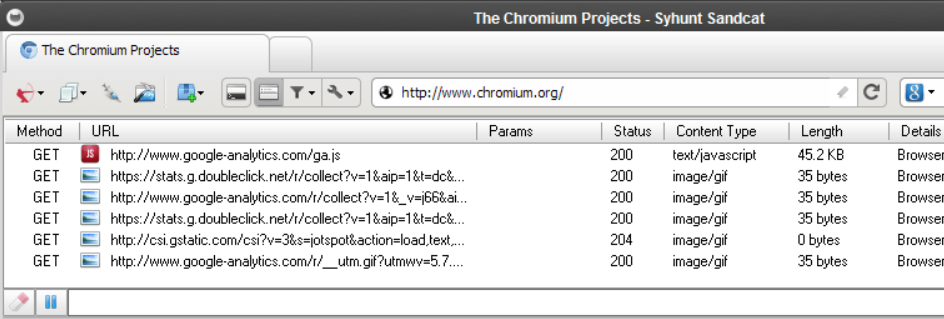 The Chromium Projects - Syhunt Sandcat
The Chromium Projects
http://www.chromium.org/ 8
Method URL Params Status Content Type Length Details
GET JS http://www.google-analytics.com/ga.js 200 text/javascript 45.2 KB Browser
GET https://stats.g.doubleclick.net/r/collect?v=1&aip=1&t=dc&... 200 image/gif 35 bytes Browser
GET http://www.google-analytics.com/r/collect?v=1&_v=j66&ai... 200 image/gif 35 bytes Browser
GET https://stats.g.doubleclick.net/r/collect?v=1&aip=1&t=dc&... 200 image/gif 35 bytes Browser
GET http://csi.gstatic.com/csi?v=3&s=jotspot&action=load,text,... 204 image/gif 0 bytes Browser
GET http://www.google-analytics.com/r/__utm.gif?utmwv=5.7.... 200 image/gif 35 bytes Browser